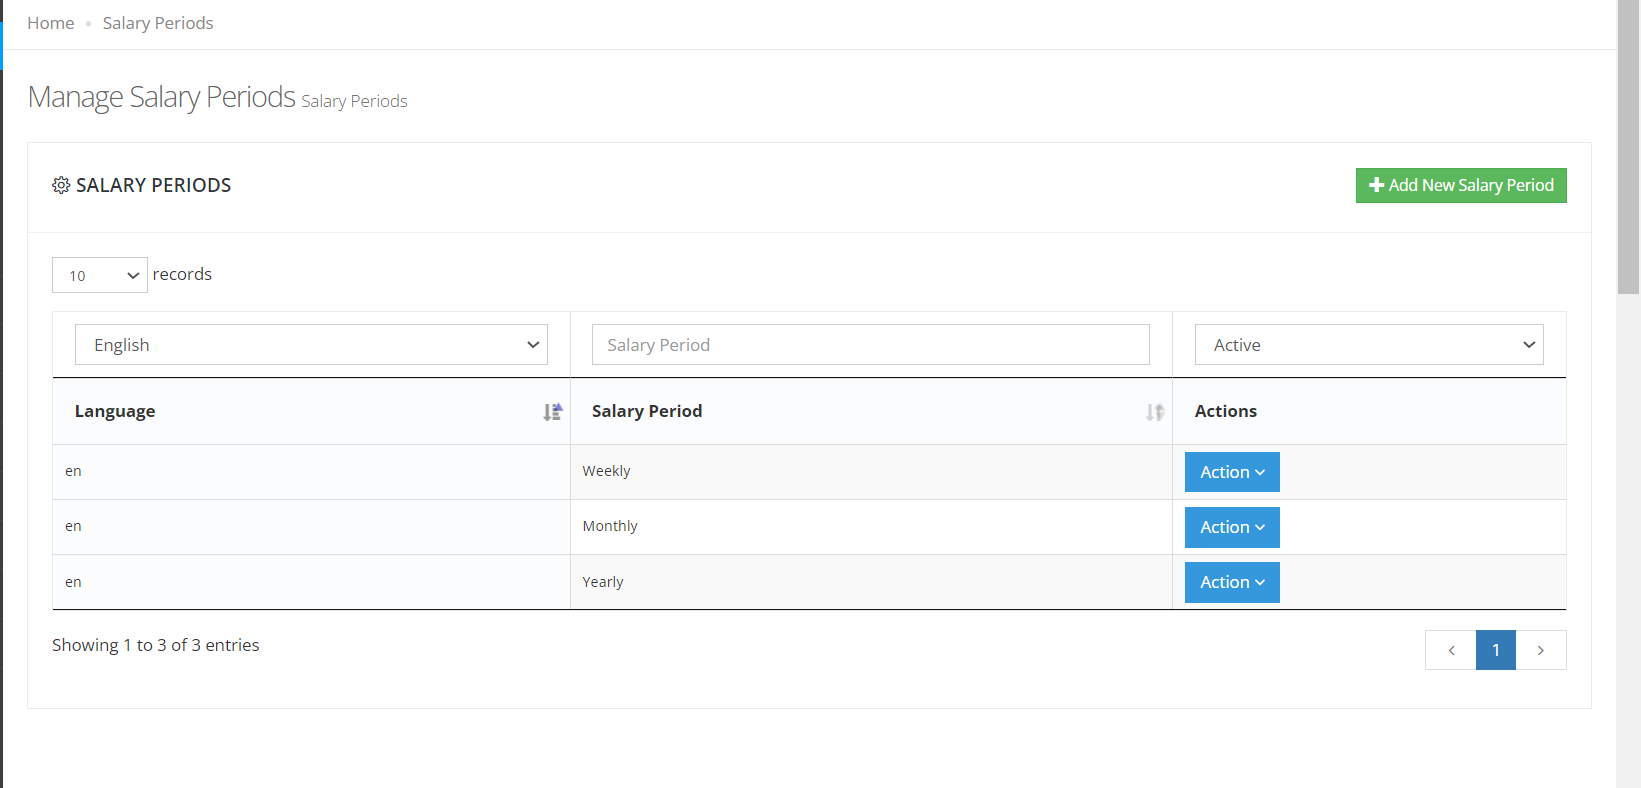 Home • Salary Periods
Manage Salary Periods Salary Periods
SALARY PERIODS
Add New Salary Period
10 records
English Salary Period Active
Language Salary Period Actions
en Weekly Action
en Monthly Action
en Yearly Action
Showing 1 to 3 of 3 entries
1